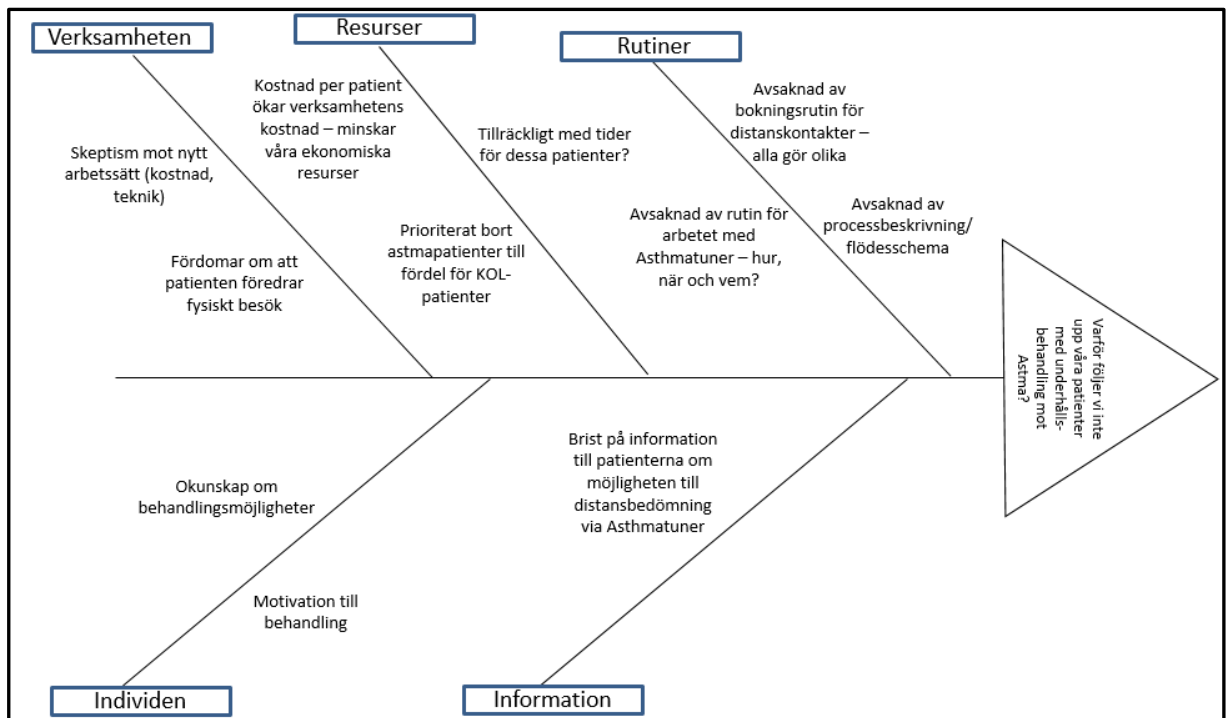 Verksamheten
Resurser
Rutiner
Skeptism mot nytt
arbetssätt (kostnad,
teknik)
Fördomar om att
patienten föredrar
fysiskt besök
Kostnad per patient
ökar verksamhetens
kostnad – minskar
våra ekonomiska
resurser
Prioriterat bort
astmapatienter till
fördel för KOL-
patienter
Tillräckligt med tider
för dessa patienter?
Avsaknad av rutin för
arbetet med
Asthmatuner – hur,
när och vem?
Avsaknad av
bokningsrutin för
distanskontakter –
alla gör olika
Avsaknad av
processbeskrivning/
flödesschema
Varför följer vi inte
upp våra patienter
med underhålls-
behandling mot
Astma?
Okunskap om
behandlingsmöjligheter
Motivation till
behandling
Brist på information
till patienterna om
möjligheten till
distansbedömning
via Asthmatuner
Individen
Information